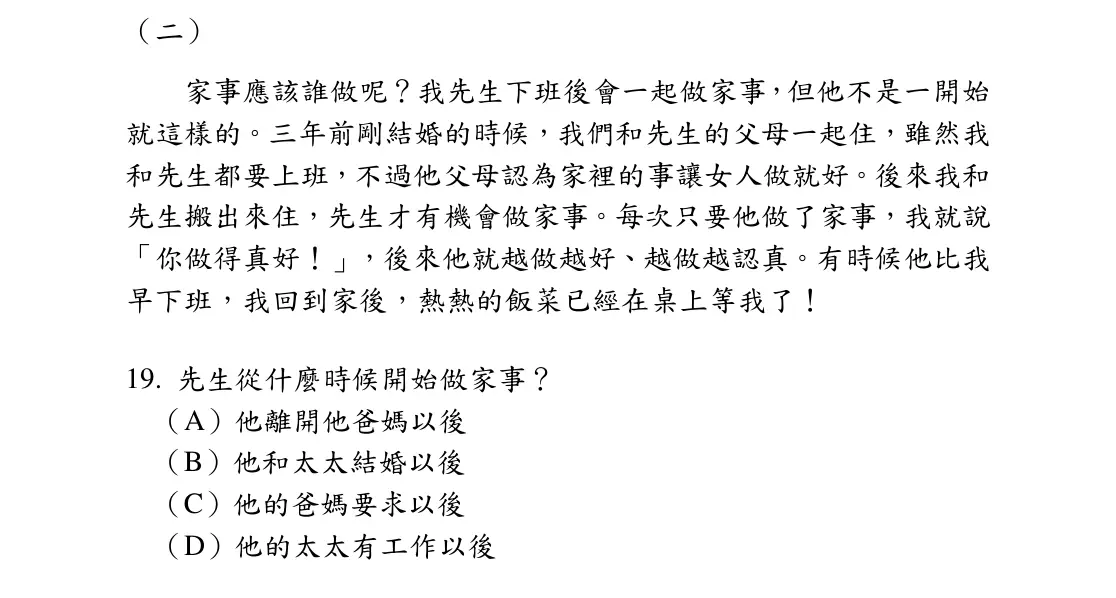 （二）
家事應該誰做呢？我先生下班後會一起做家事，但他不是一開始
就這樣的。三年前剛結婚的時候，我們和先生的父母一起住，雖然我
和先生都要上班，不過他父母認為家裡的事讓女人做就好。後來我和
先生搬出來住，先生才有機會做家事。每次只要他做了家事，我就說
「你做得真好！」，後來他就越做越好、越做越認真。有時候他比我
早下班，我回到家後，熱熱的飯菜已經在桌上等我了！
19. 先生從什麼時候開始做家事？
（A）他離開他爸媽以後
（B）他和太太結婚以後
（C）他的爸媽要求以後
（D）他的太太有工作以後